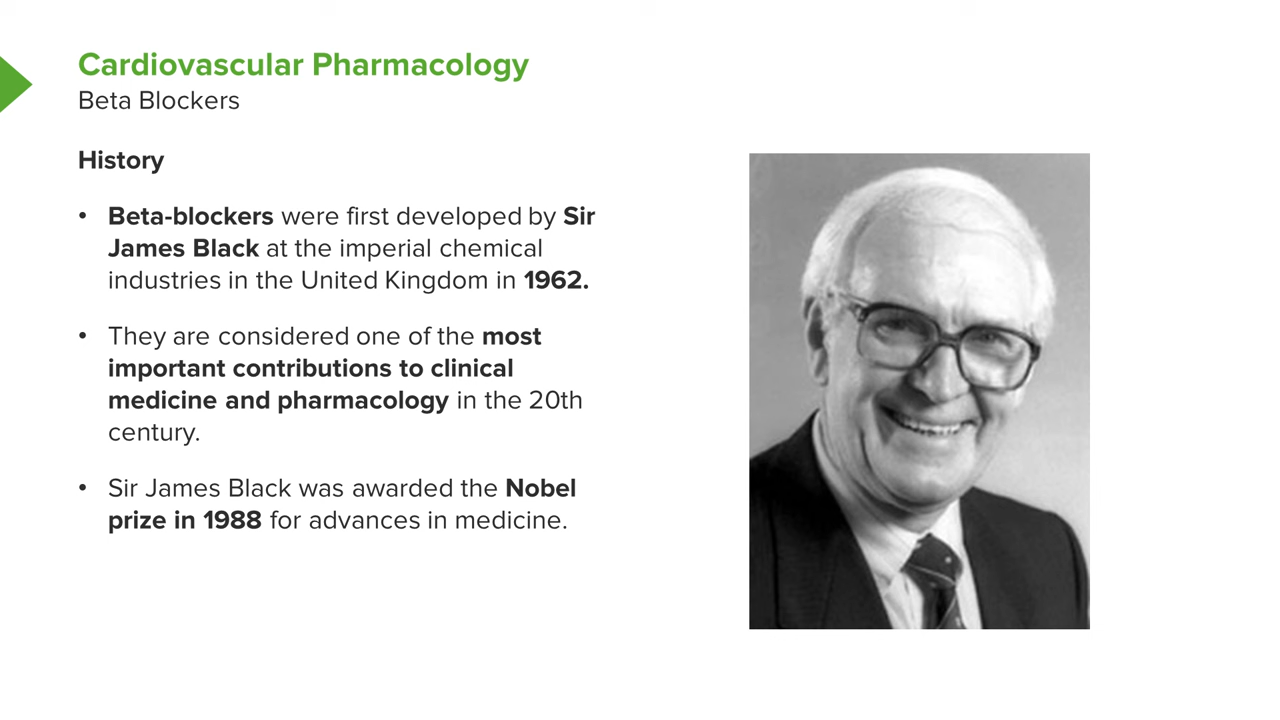 Cardiovascular Pharmacology
Beta Blockers
History
• Beta-blockers were first developed by Sir
James Black at the imperial chemical
industries in the United Kingdom in 1962.
• They are considered one of the most
important contributions to clinical
medicine and pharmacology in the 20th
century.
• Sir James Black was awarded the Nobel
prize in 1988 for advances in medicine.